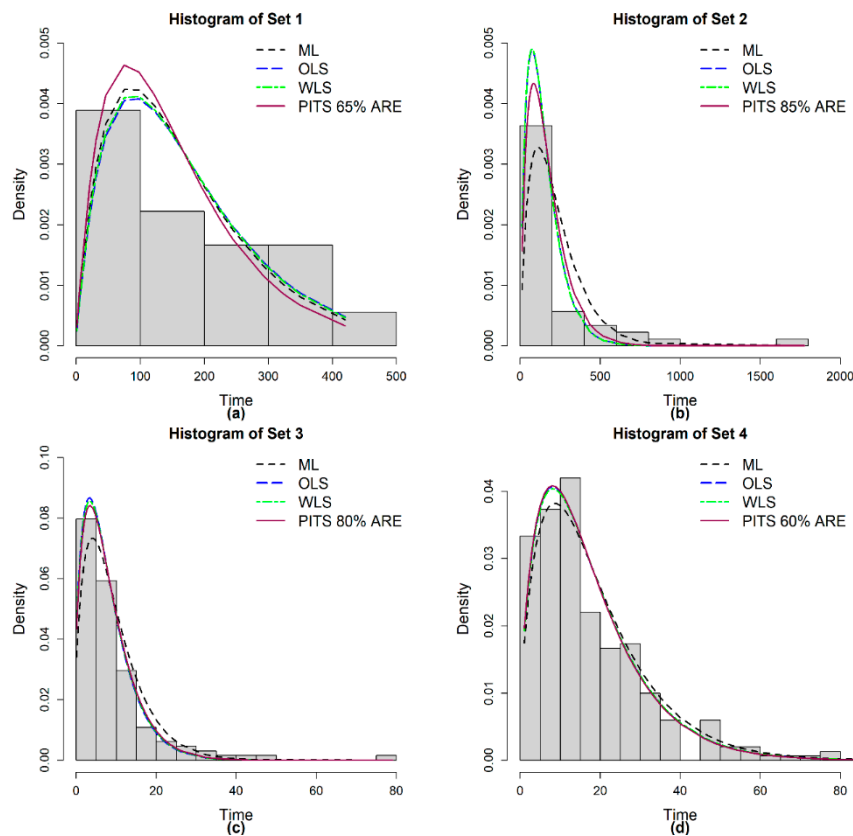 Histogram of Set 1
ML
OLS
WLS
PITS 65% ARE
Density
0.005
0.004
0.003
0.002
0.001
0.000
0 100 200 300 400 500
Time
(a)
Histogram of Set 2
ML
OLS
WLS
PITS 85% ARE
Density
0.005
0.004
0.003
0.002
0.001
0.000
0 500 1000 1500 2000
Time
(b)
Histogram of Set 3
ML
OLS
WLS
PITS 80% ARE
Density
0.10
0.08
0.06
0.04
0.02
0.00
0 20 40 60 80
Time
(c)
Histogram of Set 4
ML
OLS
WLS
PITS 60% ARE
Density
0.04
0.03
0.02
0.01
0.00
0 20 40 60 80
Time
(d)